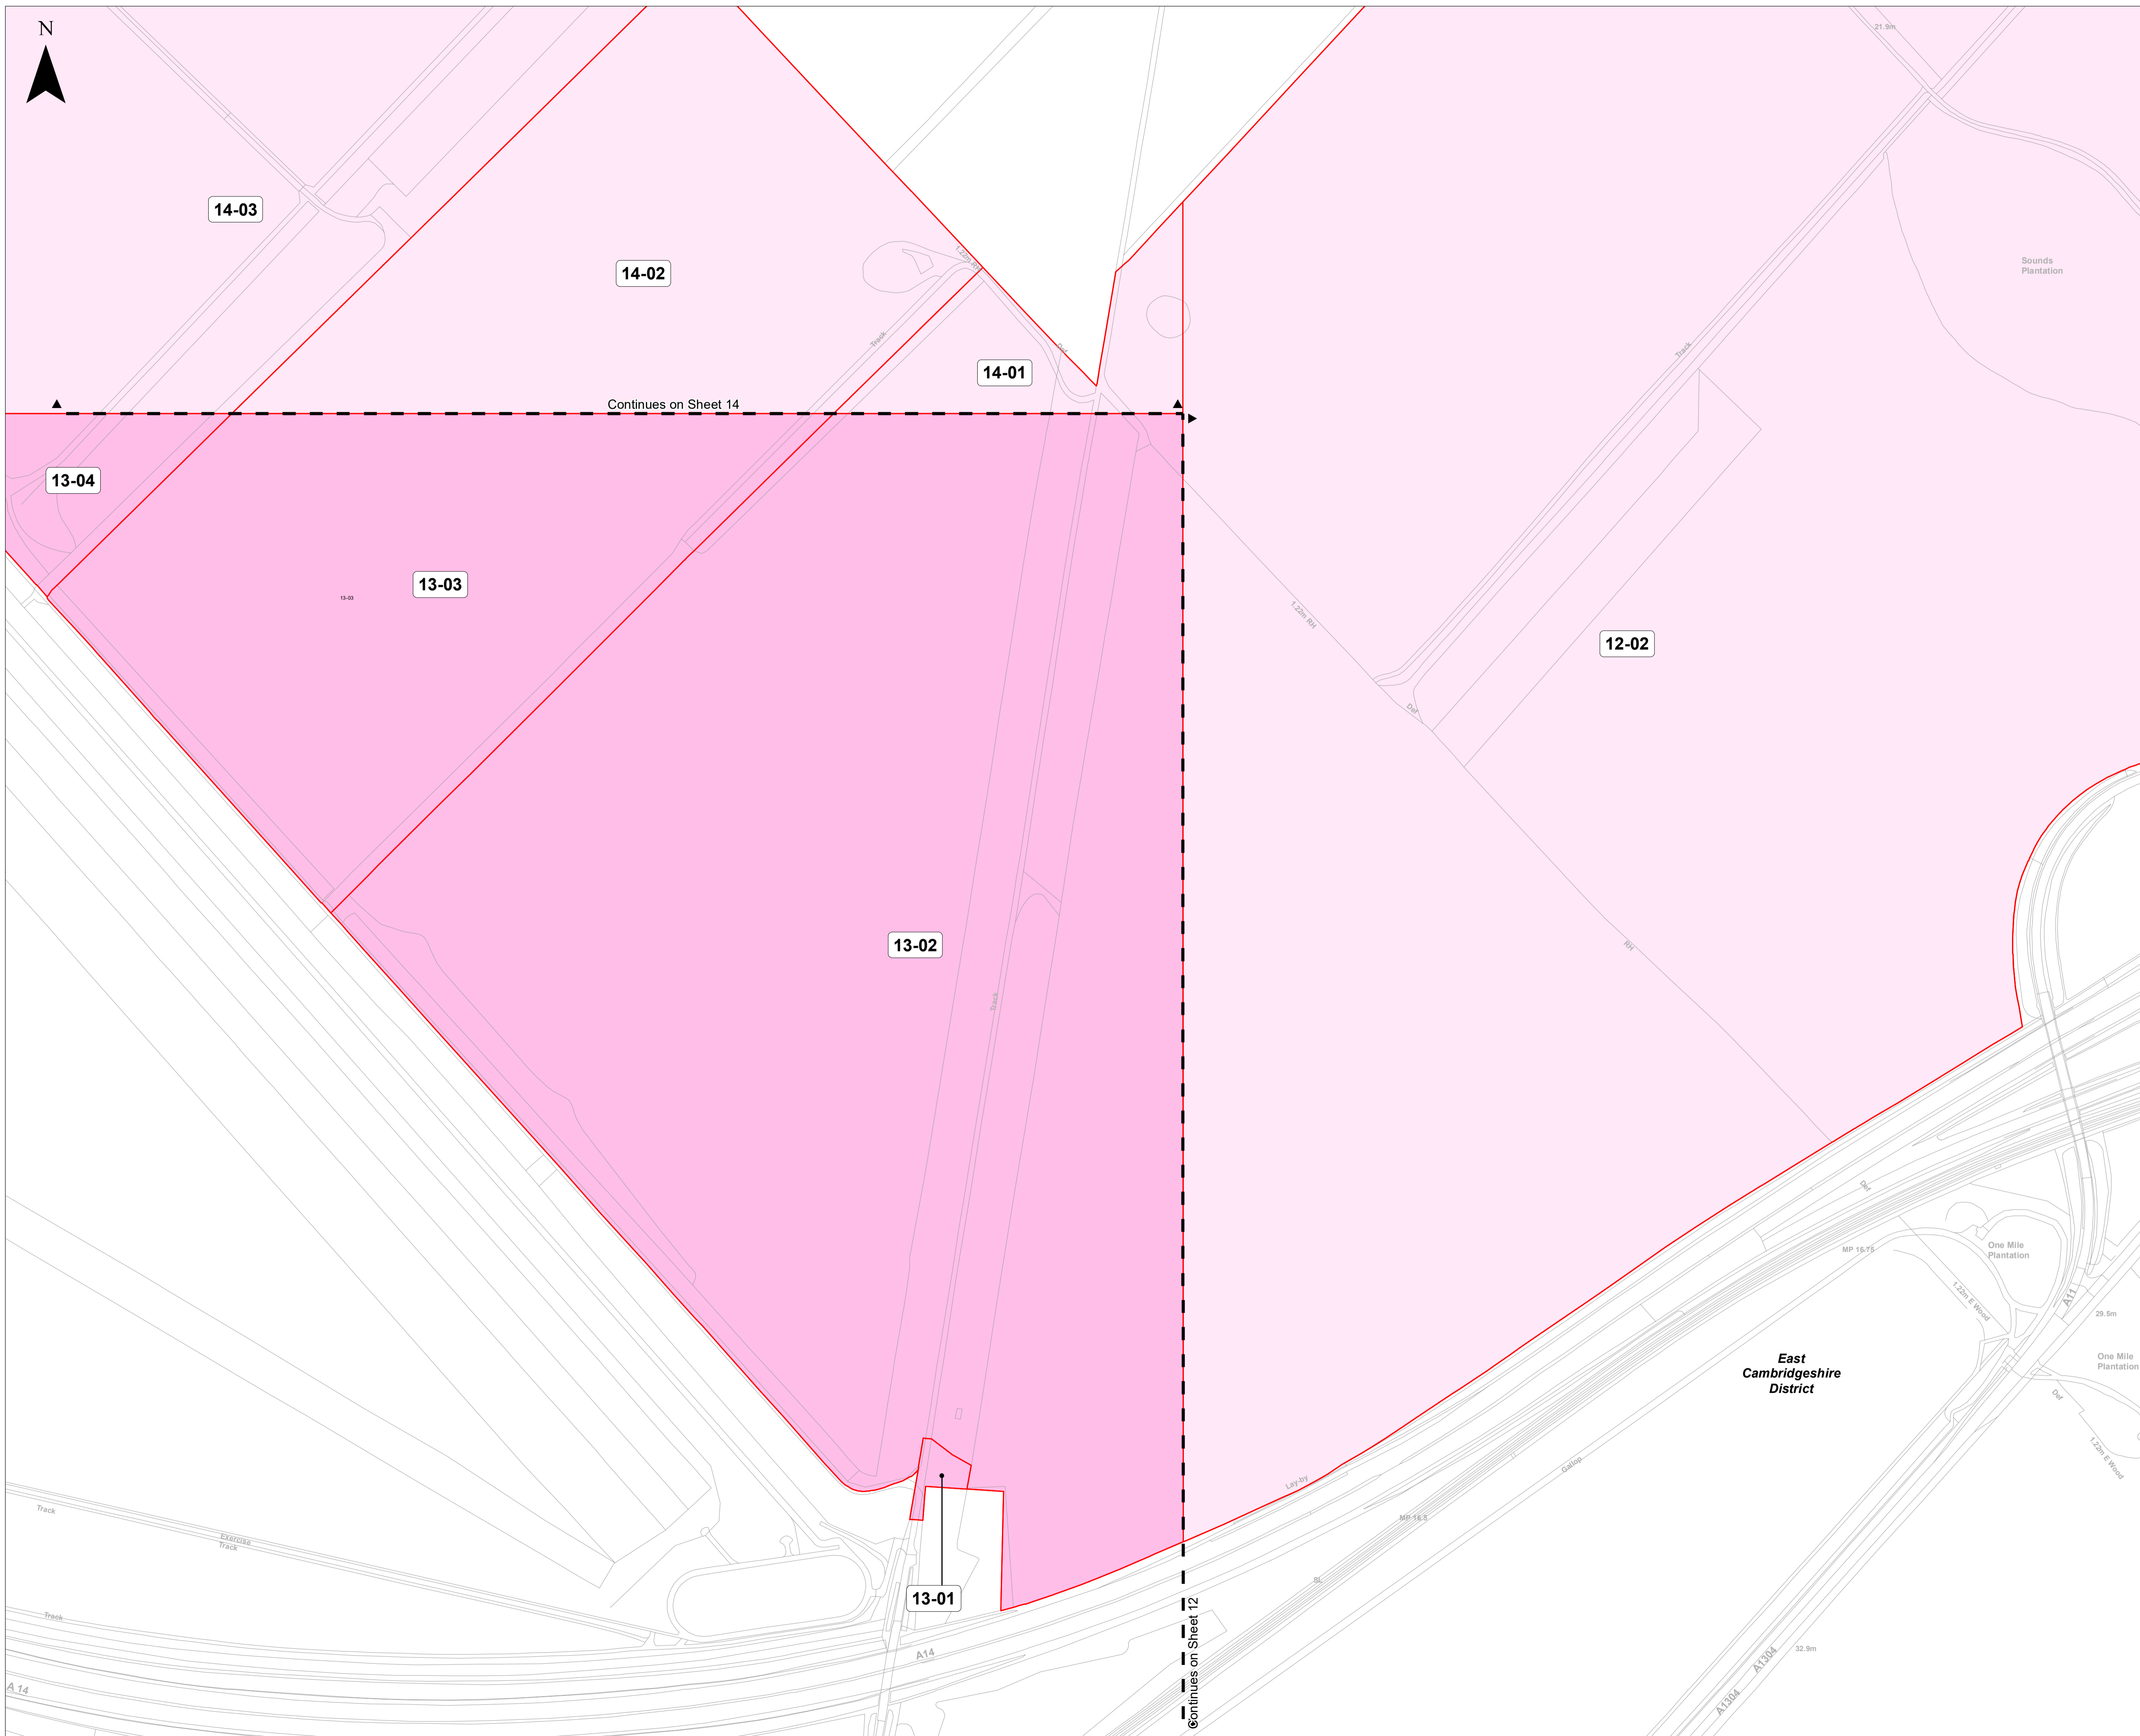 N
21.9m
14-03
Sounds
Plantation
14-02
1.22m RH
Track
Def
Track
14-01
Continues on Sheet 14
13-04
13-03
13-03
1.22m RH
12-02
Def
13-02
RH
Track
Def
One Mile
Plantation
MP 16.75
1.22m E Wood
A11
29.5m
East
Cambridgeshire
District
One Mile
Plantation
Def
1.22m E Wood
Galop
Lay-by
MP 16.5
Track
Exercise
Track
SL
13-01
Track
Continues on Sheet 12
A14
32.9m
A1304
A 14
A1304